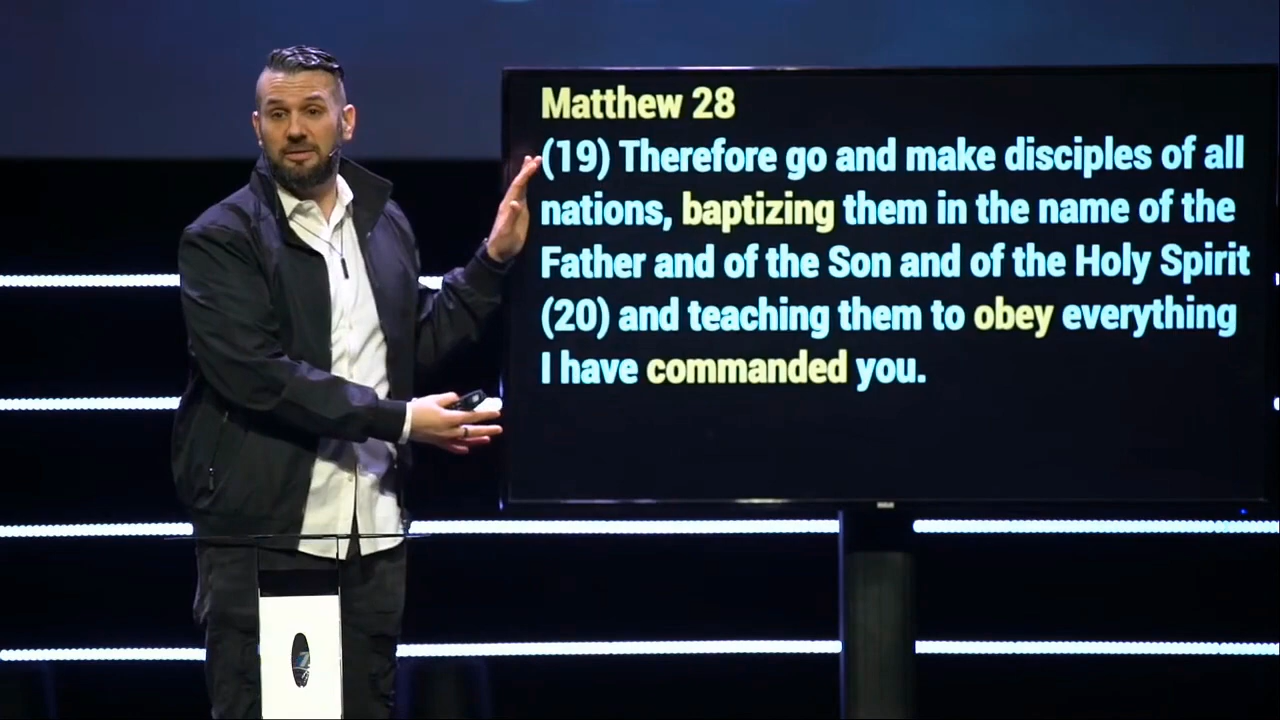 Matthew 28
(19) Therefore go and make disciples of all
nations, baptizing them in the name of the
Father and of the Son and of the Holy Spirit
(20) and teaching them to obey everything
I have commanded you.